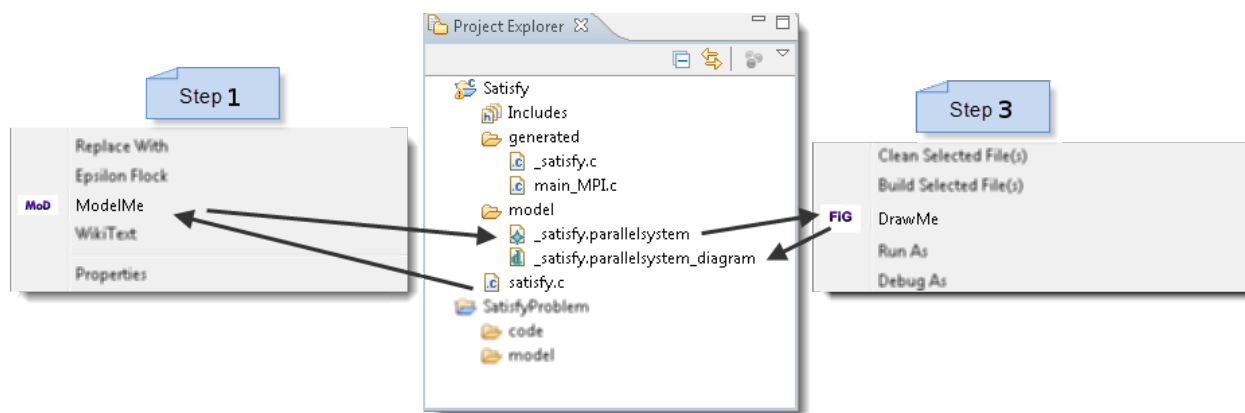 Project Explorer
Step 1
Replace With
Epsilon Flock
MoD ModelMe
WikiText
Properties
Satisfy
Includes
generated
_satisfy.c
main_MPI.c
model
_satisfy.parallelsystem
_satisfy.parallelsystem_diagram
satisfy.c
SatisfyProblem
code
model
Step 3
Clean Selected File(s)
Build Selected File(s)
FIG DrawMe
Run As
Debug As